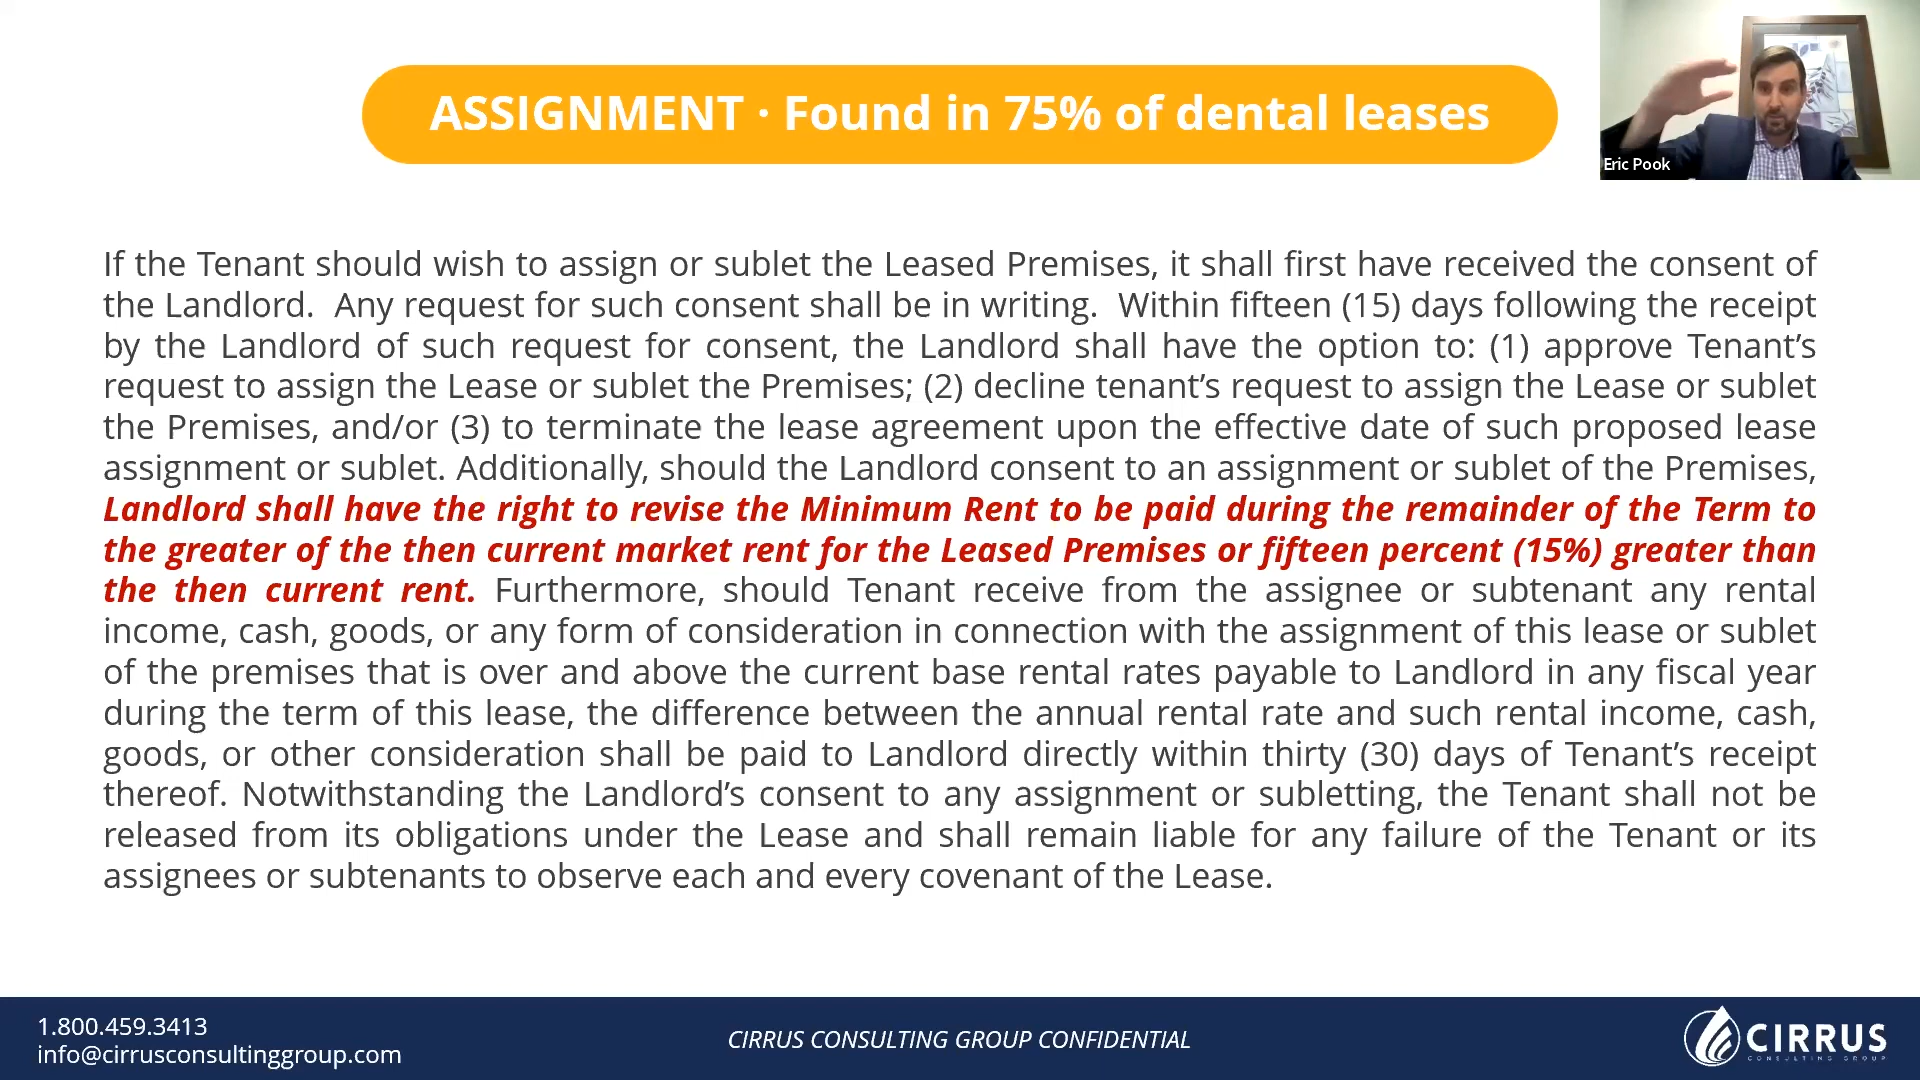 ASSIGNMENT · Found in 75% of dental leases
Eric Pook
If the Tenant should wish to assign or sublet the Leased Premises, it shall first have received the consent of
the Landlord.  Any request for such consent shall be in writing.  Within fifteen (15) days following the receipt
by the Landlord of such request for consent, the Landlord shall have the option to: (1) approve Tenant’s
request to assign the Lease or sublet the Premises; (2) decline tenant’s request to assign the Lease or sublet
the Premises, and/or (3) to terminate the lease agreement upon the effective date of such proposed lease
assignment or sublet. Additionally, should the Landlord consent to an assignment or sublet of the Premises,
Landlord shall have the right to revise the Minimum Rent to be paid during the remainder of the Term to
the greater of the then current market rent for the Leased Premises or fifteen percent (15%) greater than
the then current rent. Furthermore, should Tenant receive from the assignee or subtenant any rental
income, cash, goods, or any form of consideration in connection with the assignment of this lease or sublet
of the premises that is over and above the current base rental rates payable to Landlord in any fiscal year
during the term of this lease, the difference between the annual rental rate and such rental income, cash,
goods, or other consideration shall be paid to Landlord directly within thirty (30) days of Tenant’s receipt
thereof. Notwithstanding the Landlord’s consent to any assignment or subletting, the Tenant shall not be
released from its obligations under the Lease and shall remain liable for any failure of the Tenant or its
assignees or subtenants to observe each and every covenant of the Lease.
1.800.459.3413
info@cirrusconsultinggroup.com
CIRRUS CONSULTING GROUP CONFIDENTIAL
CIRRUS
CONSULTING GROUP